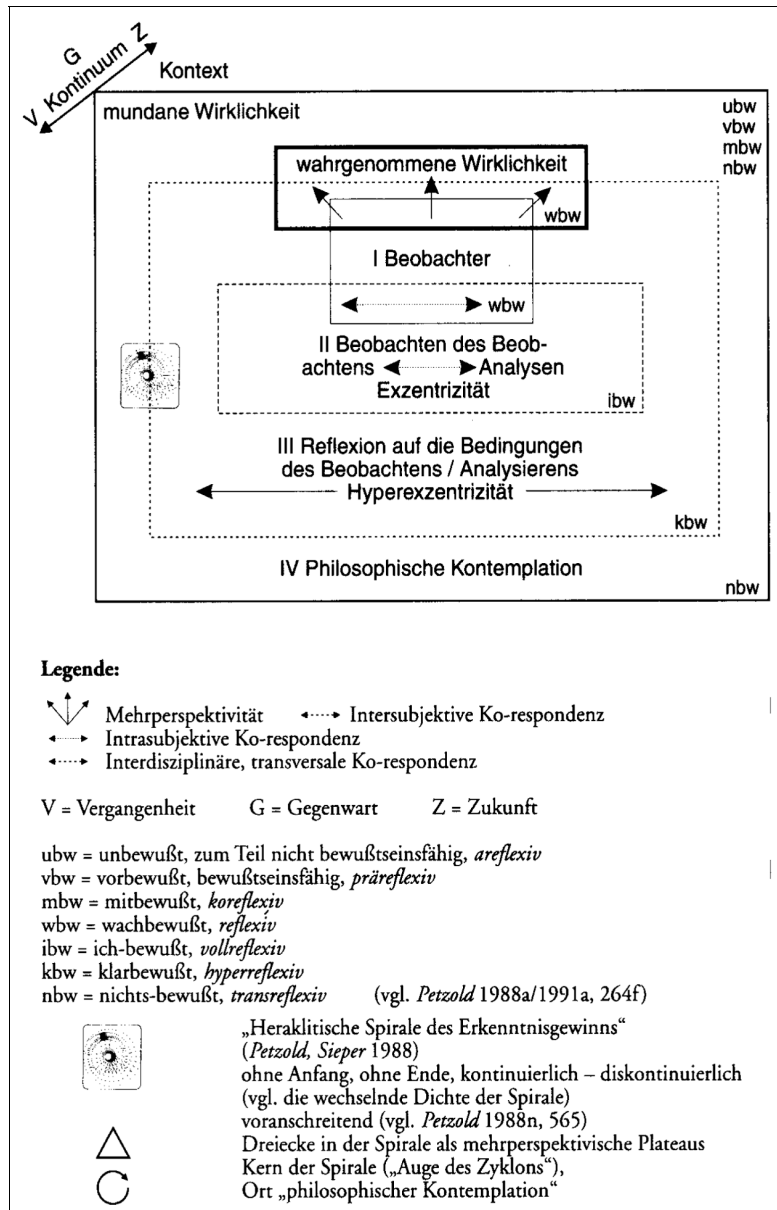 V Kontinuum Z
G
Kontext
mundane Wirklichkeit
ubw
vbw
mbw
nbw
wahrgenommene Wirklichkeit
wbw
I Beobachter
wbw
II Beobachten des Beob-
achtens Analysen
Exzentrizität
ibw
III Reflexion auf die Bedingungen
des Beobachtens / Analysierens
Hyperexzentrizität
kbw
IV Philosophische Kontemplation
nbw
Legende:
Mehrperspektivität Intersubjektive Ko-respondenz
Intrasubjektive Ko-respondenz
Interdisziplinäre, transversale Ko-respondenz
V = Vergangenheit G = Gegenwart Z = Zukunft
ubw = unbewußt, zum Teil nicht bewußtseinsfähig, areflexiv
vbw = vorbewußt, bewußtseinsfähig, präreflexiv
mbw = mitbewußt, koreflexiv
wbw = wachbewußt, reflexiv
ibw = ich-bewußt, vollreflexiv
kbw = klarbewußt, hyperreflexiv
nbw = nichts-bewußt, transreflexiv (vgl. Petzold 1988a/1991a, 264f)
„Heraklitische Spirale des Erkenntnisgewinns“
(Petzold, Sieper 1988)
ohne Anfang, ohne Ende, kontinuierlich – diskontinuierlich
(vgl. die wechselnde Dichte der Spirale)
voranschreitend (vgl. Petzold 1988n, 565)
Dreiecke in der Spirale als mehrperspektivische Plateaus
Kern der Spirale („Auge des Zyklons“),
Ort „philosophischer Kontemplation“